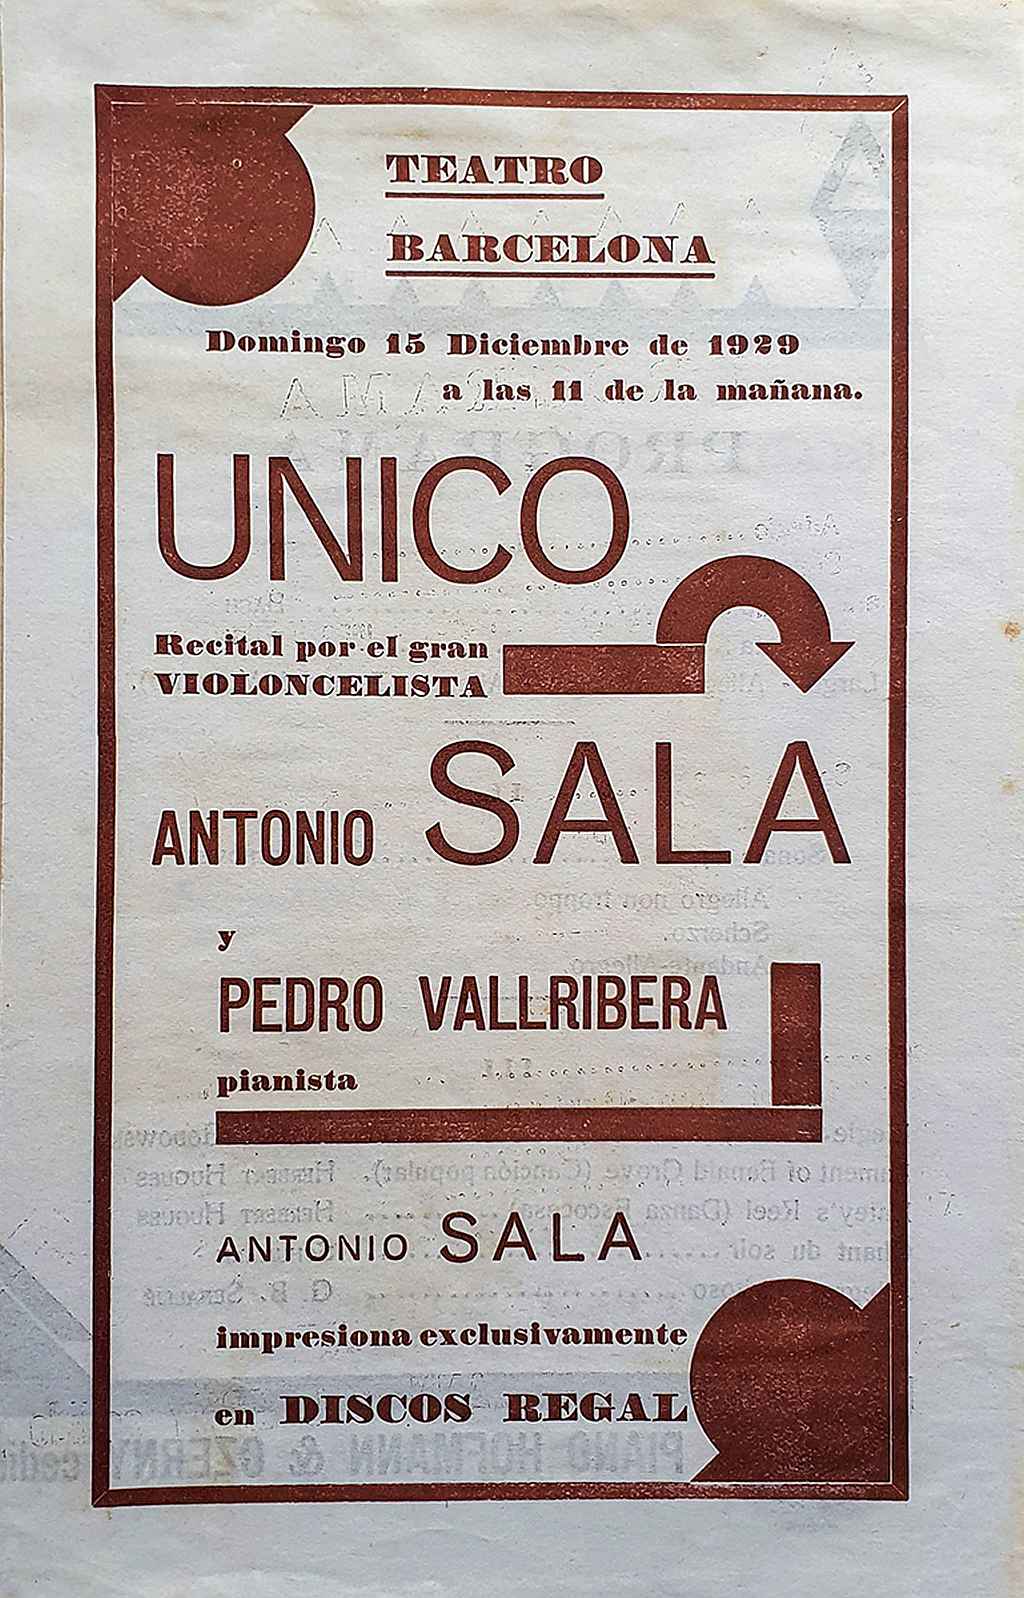 TEATRO
BARCELONA
Domingo 15 Diciembre de 1929
a las 11 de la mañana.
UNICO
Recital por el gran
VIOLONCELISTA
ANTONIO SALA
y
PEDRO VALLRIBERA
pianista
ANTONIO SALA
impresiona exclusivamente
en DISCOS REGAL